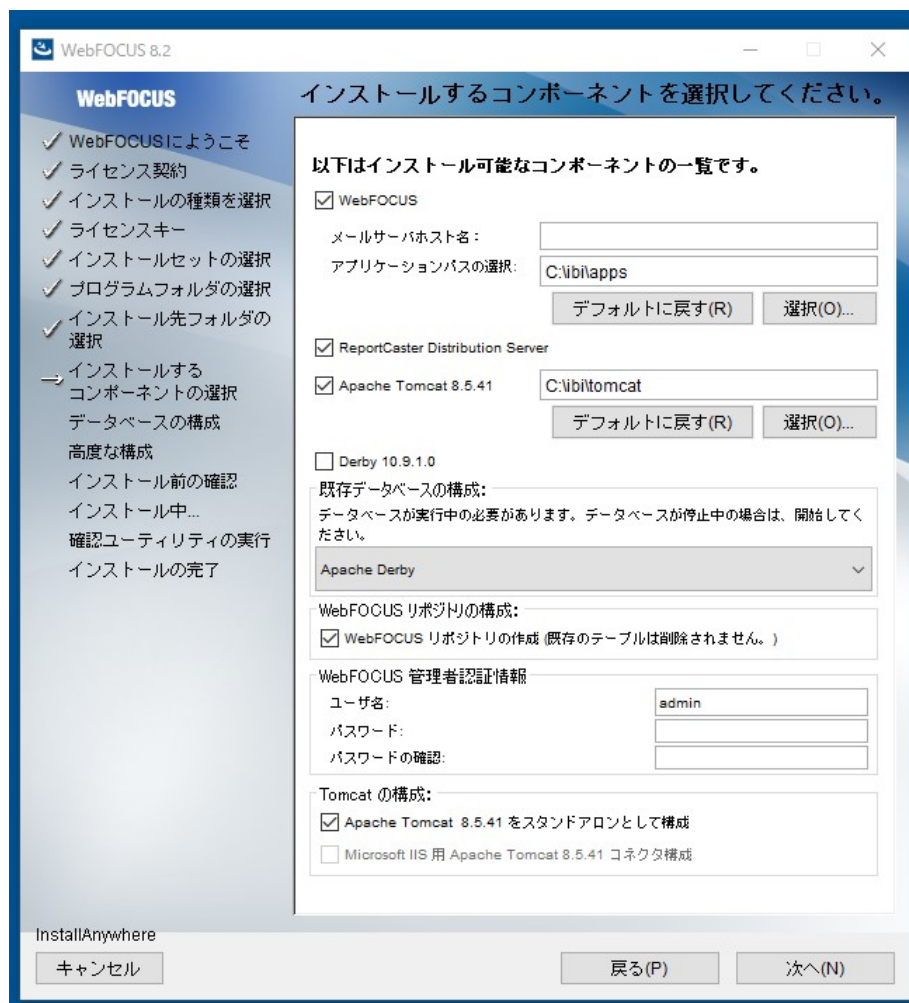 WebFOCUS 8.2
WebFOCUS
インストールするコンポーネントを選択してください。
WebFOCUSにようこそ
ライセンス契約
インストールの種類を選択
ライセンスキー
インストールセットの選択
プログラムフォルダの選択
インストール先フォルダの
選択
インストールする
コンポーネントの選択
データベースの構成
高度な構成
インストール前の確認
インストール中...
確認ユーティリティの実行
インストールの完了
以下はインストール可能なコンポーネントの一覧です。
WebFOCUS
メールサーバホスト名:
アプリケーションパスの選択: C:\ibi\apps
デフォルトに戻す(R) 選択(O)...
ReportCaster Distribution Server
Apache Tomcat 8.5.41 C:\ibi\tomcat
デフォルトに戻す(R) 選択(O)...
Derby 10.9.1.0
既存データベースの構成:
データベースが実行中の必要があります。データベースが停止中の場合は、開始してく
ださい。
Apache Derby
WebFOCUS リポジトリの構成:
WebFOCUS リポジトリの作成 (既存のテーブルは削除されません。)
WebFOCUS 管理者認証情報
ユーザ名: admin
パスワード:
パスワードの確認:
Tomcat の構成:
Apache Tomcat 8.5.41 をスタンドアロンとして構成
Microsoft IIS 用 Apache Tomcat 8.5.41 コネクタ構成
InstallAnywhere
キャンセル 戻る(P) 次へ(N)